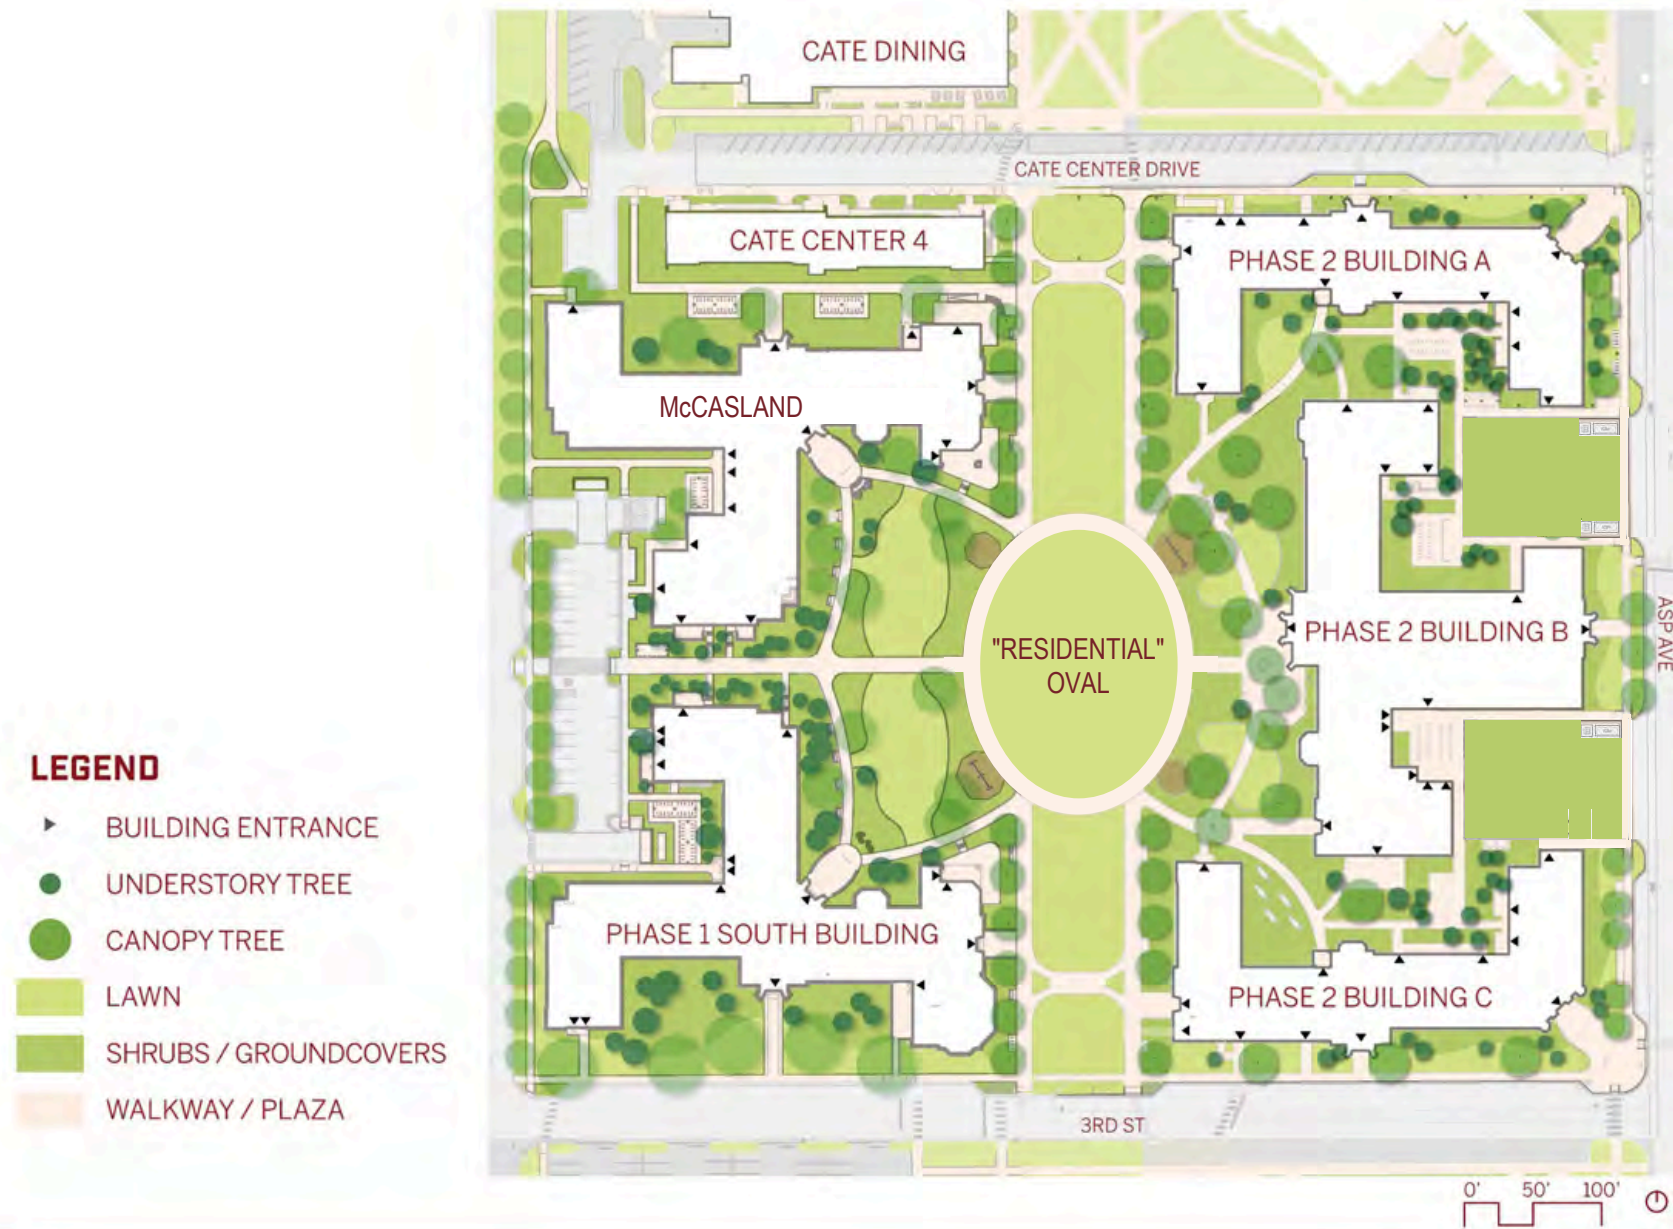 CATE DINING
CATE CENTER DRIVE
CATE CENTER 4
PHASE 2 BUILDING A
McCASLAND
"RESIDENTIAL"
OVAL
PHASE 2 BUILDING B
ASP AVE
LEGEND
BUILDING ENTRANCE
UNDERSTORY TREE
CANOPY TREE
LAWN
SHRUBS / GROUNDCOVERS
WALKWAY / PLAZA
PHASE 1 SOUTH BUILDING
PHASE 2 BUILDING C
3RD ST
0' 50' 100'